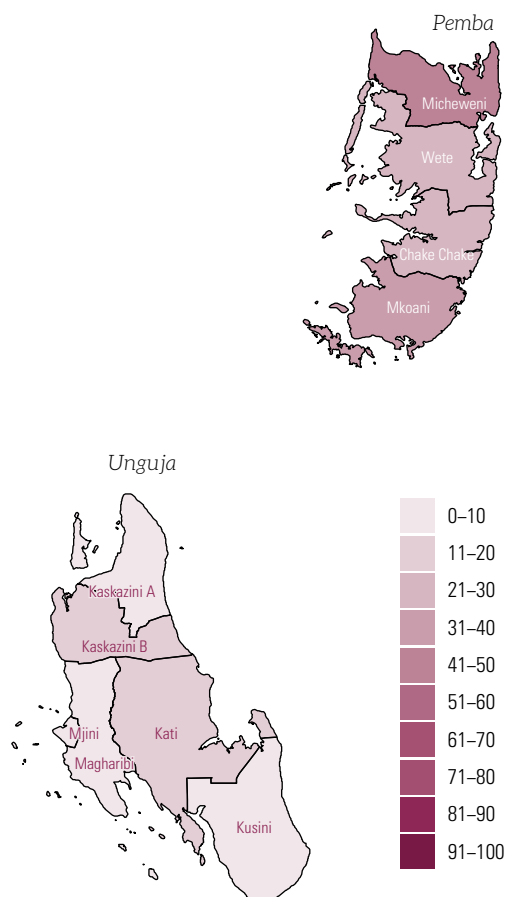 Pemba
Micheweni
Wete
Chake Chake
Mkoani
Unguja
Kaskazini A
Kaskazini B
Mjini
Kati
Magharibi
Kusini
0–10
11–20
21–30
31–40
41–50
51–60
61–70
71–80
81–90
91–100